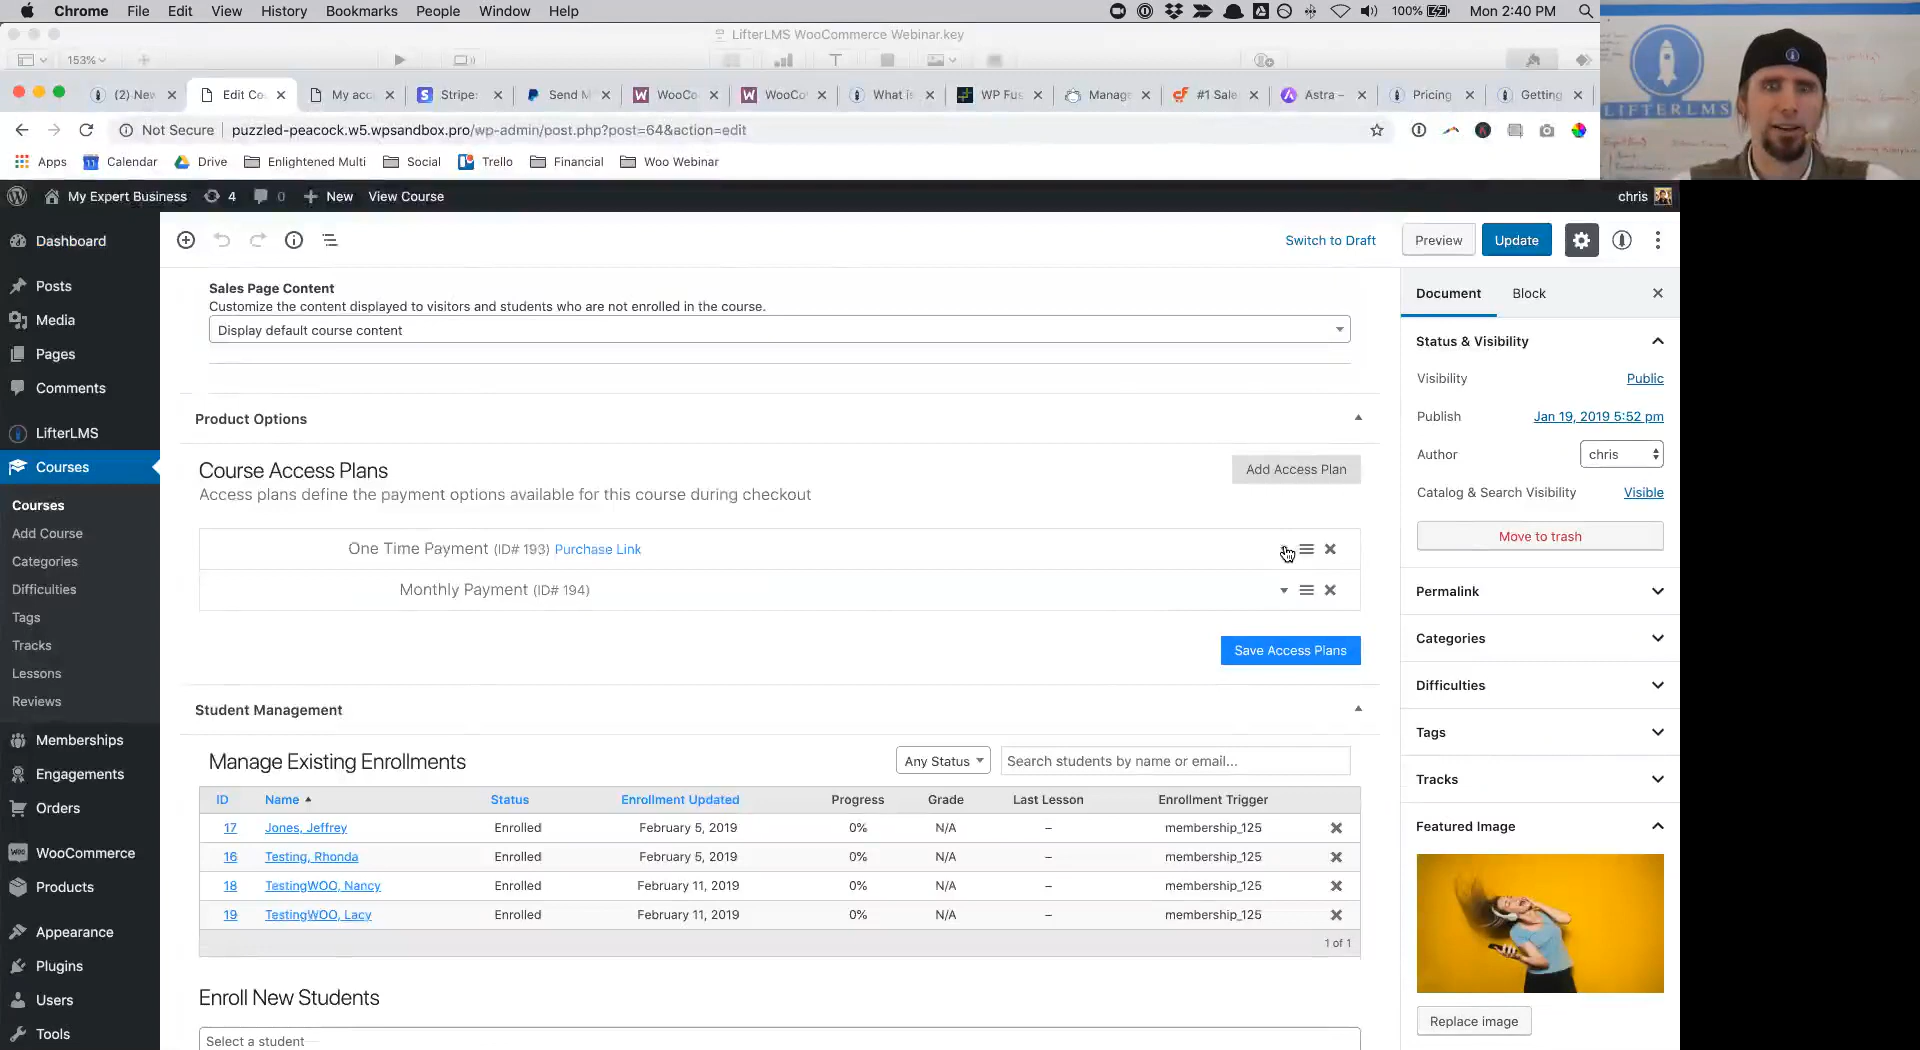 Chrome File Edit View History Bookmarks People Window Help 100% Mon 2:40 PM
LifterLMS WooCommerce Webinar.key
153%
(2) New Edit Co My acc Stripe: Send M WooCo WooCo What is WP Fus Manage #1 Sale Astra – Pricing Getting
LIFTERLMS
Not Secure puzzled-peacock.w5.wpsandbox.pro/wp-admin/post.php?post=64&action=edit
Apps Calendar Drive Enlightened Multi Social Trello Financial Woo Webinar
My Expert Business 4 0 New View Course chris
Switch to Draft Preview Update
Dashboard
Posts
Media
Pages
Comments
LifterLMS
Courses
Courses
Add Course
Categories
Difficulties
Tags
Tracks
Lessons
Reviews
Memberships
Engagements
Orders
WooCommerce
Products
Appearance
Plugins
Users
Tools
Sales Page Content
Customize the content displayed to visitors and students who are not enrolled in the course.
Display default course content
Product Options
Course Access Plans Add Access Plan
Access plans define the payment options available for this course during checkout
One Time Payment (ID# 193) Purchase Link
Monthly Payment (ID# 194)
Save Access Plans
Student Management
Manage Existing Enrollments Any Status Search students by name or email...
ID Name Status Enrollment Updated Progress Grade Last Lesson Enrollment Trigger
17 Jones, Jeffrey Enrolled February 5, 2019 0% N/A – membership_125
16 Testing, Rhonda Enrolled February 5, 2019 0% N/A – membership_125
18 TestingWOO, Nancy Enrolled February 11, 2019 0% N/A – membership_125
19 TestingWOO, Lacy Enrolled February 11, 2019 0% N/A – membership_125
1 of 1
Enroll New Students
Select a student
Document Block
Status & Visibility
Visibility Public
Publish Jan 19, 2019 5:52 pm
Author chris
Catalog & Search Visibility Visible
Move to trash
Permalink
Categories
Difficulties
Tags
Tracks
Featured Image
Replace image